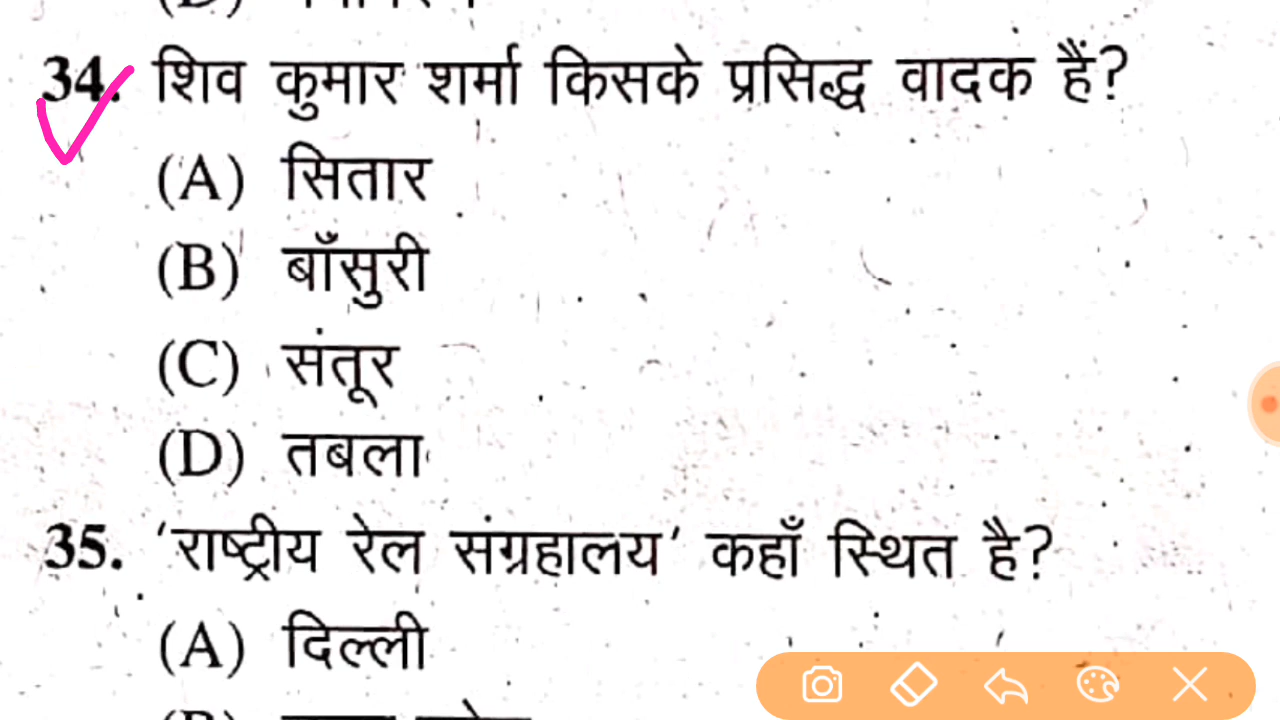 34. शिव कुमार शर्मा किसके प्रसिद्ध वादक हैं?
(A) सितार
(B) बाँसुरी
(C) संतूर
(D) तबला
35. ‘राष्ट्रीय रेल संग्रहालय’ कहाँ स्थित है?
(A) दिल्ली